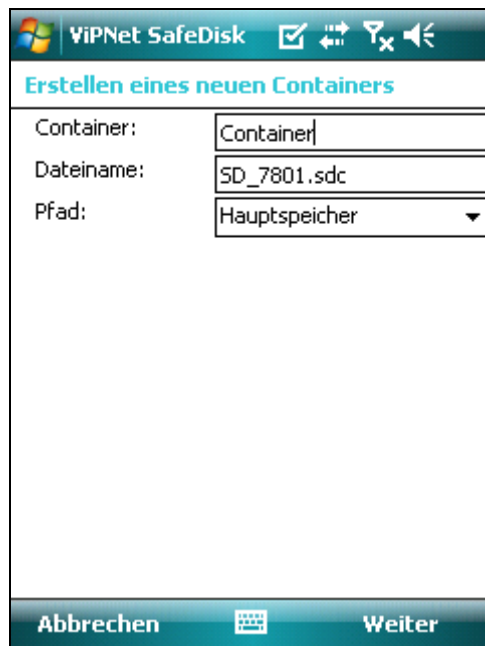 ViPNet SafeDisk
Erstellen eines neuen Containers
Container: Container
Dateiname: SD_7801.sdc
Pfad: Hauptspeicher
Abbrechen Weiter